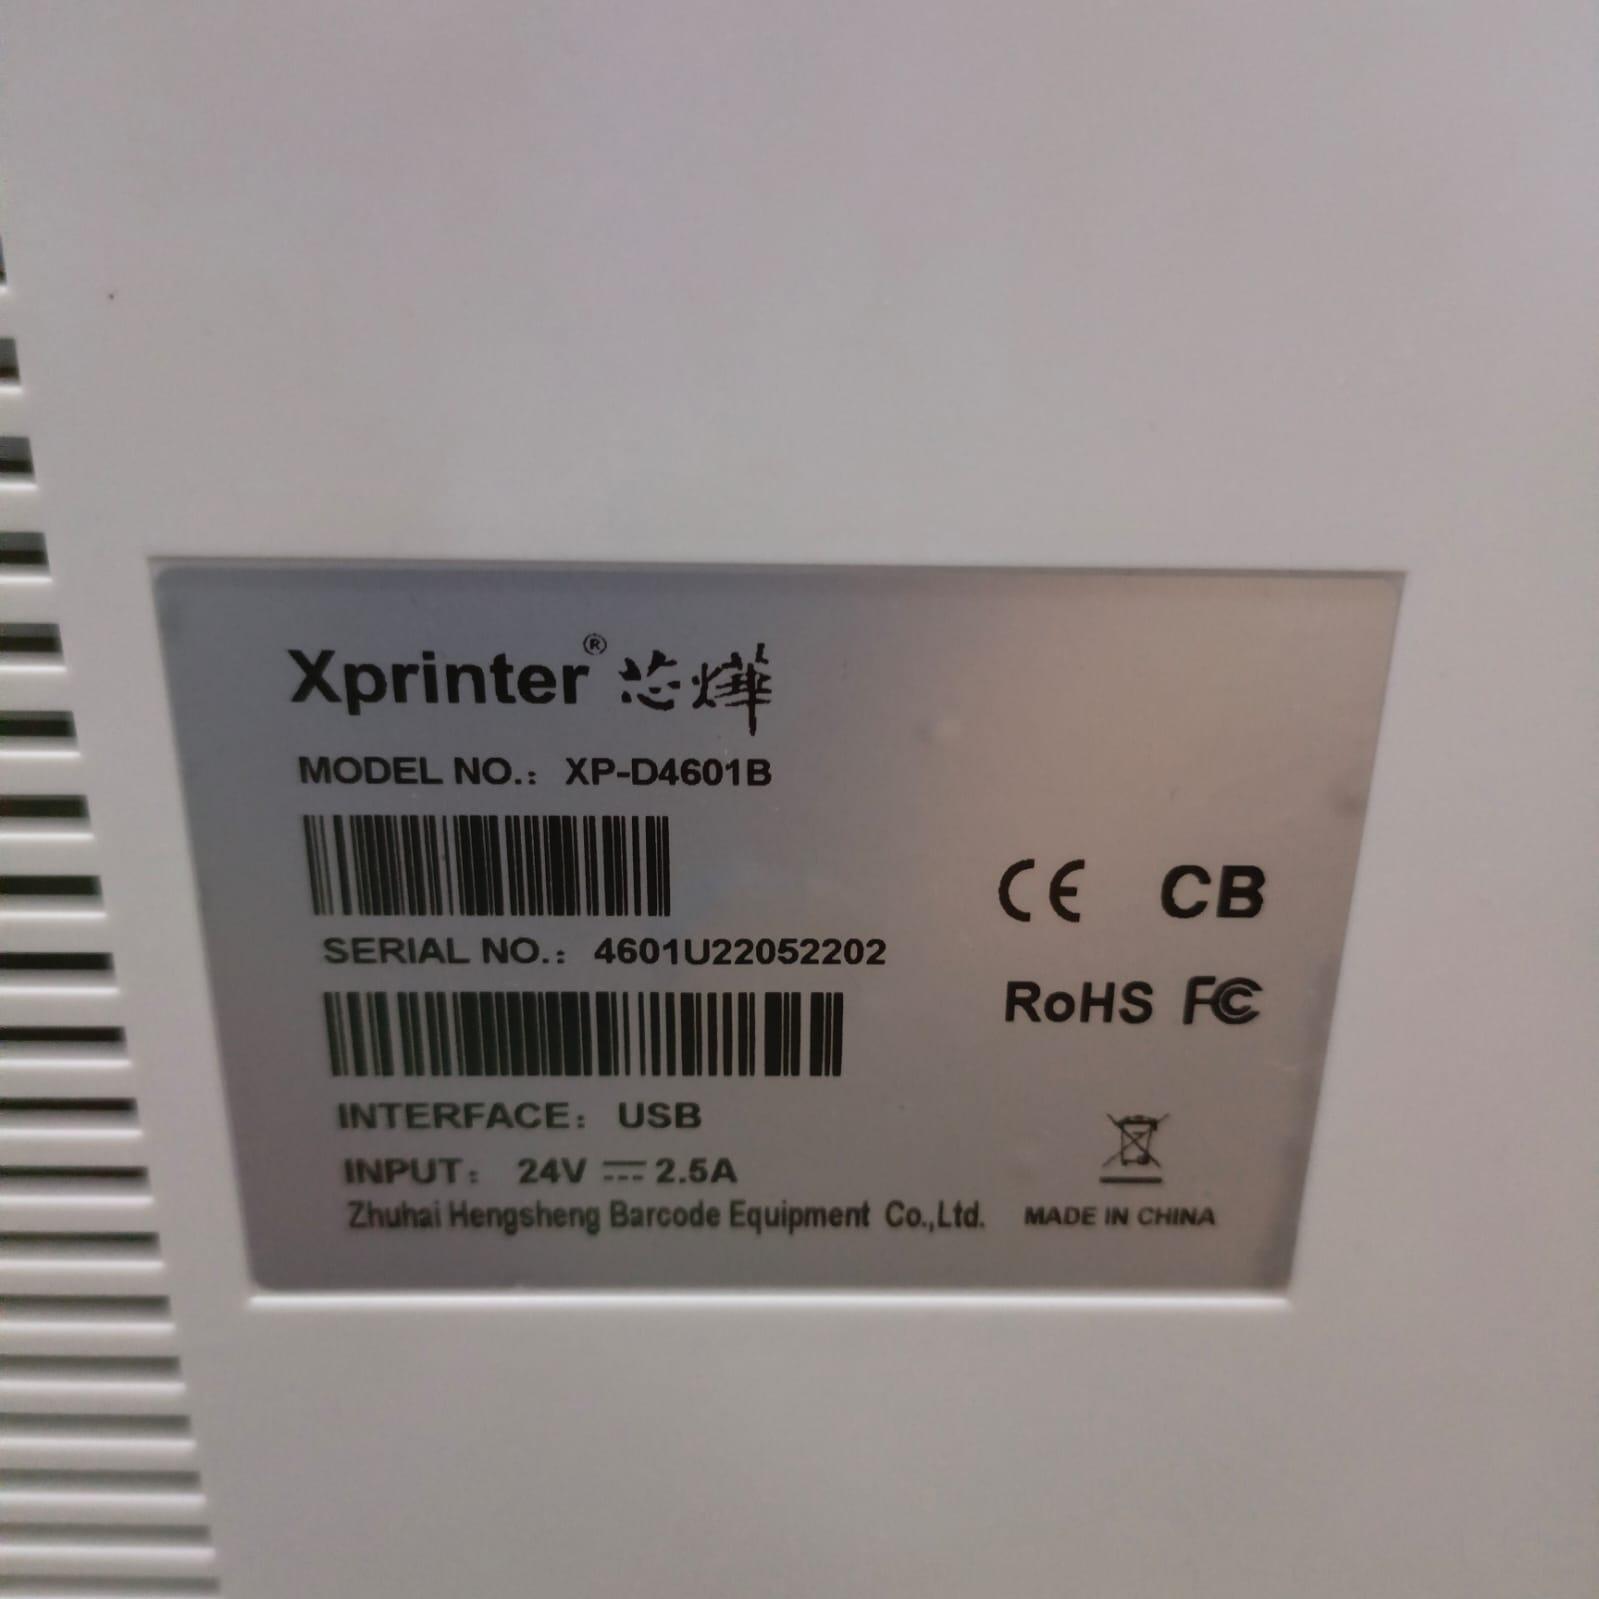 Xprinter® 芯烨
MODEL NO.: XP-D4601B
SERIAL NO.: 4601U22052202
CE CB
RoHS FC
INTERFACE: USB
INPUT: 24V ⎓ 2.5A
Zhuhai Hengsheng Barcode Equipment Co.,Ltd. MADE IN CHINA